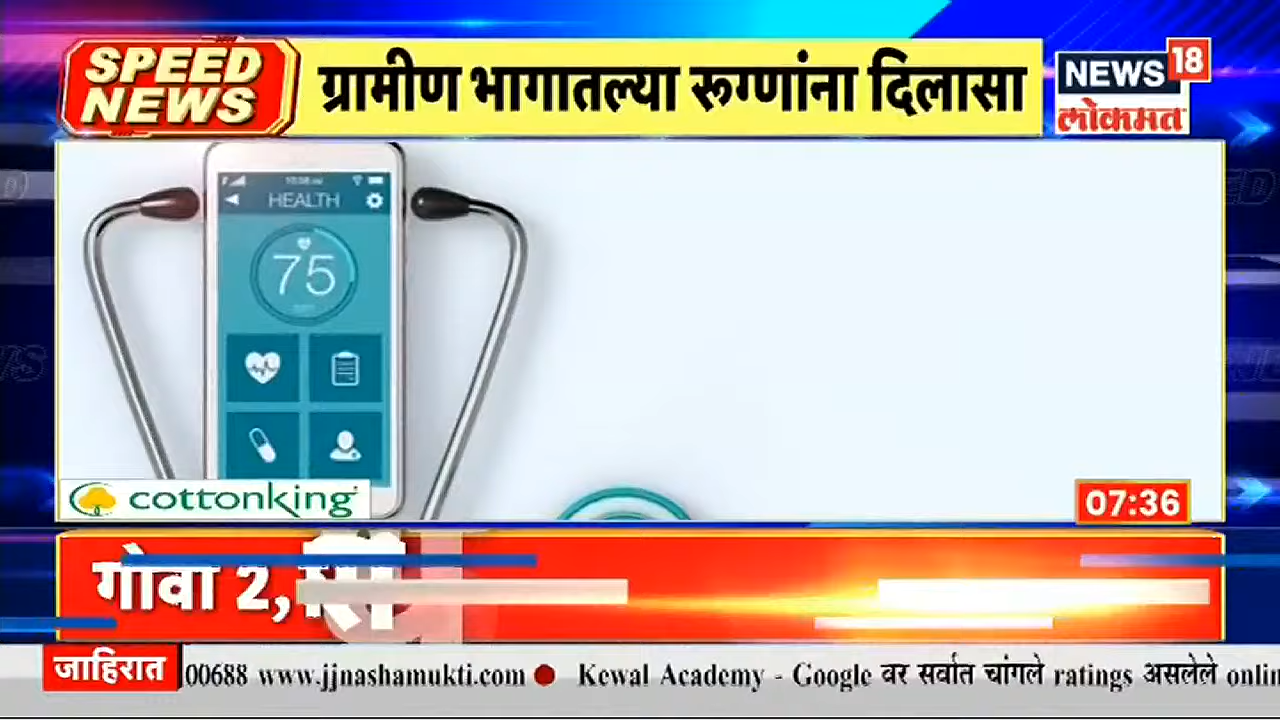 SPEED
NEWS
ग्रामीण भागातल्या रुग्णांना दिलासा
NEWS 18
लोकमत
HEALTH
75
cottonking
07:36
गोवा 2,
जाहिरात
00688 www.jjnashamukti.com ● Kewal Academy - Google वर सर्वात चांगले ratings असलेले onlin